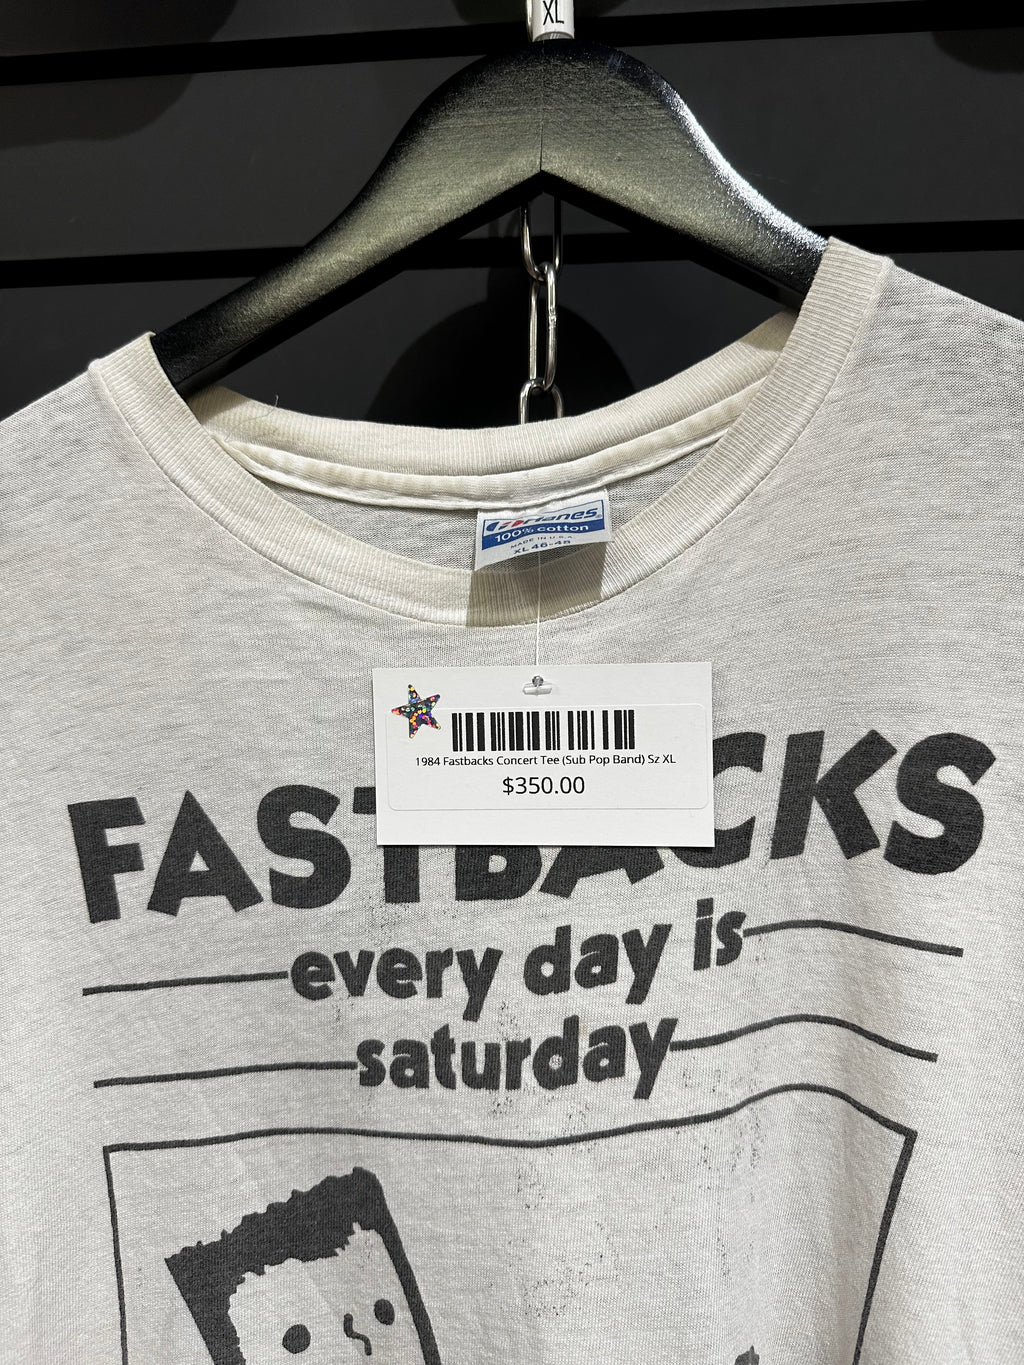 XL
Hanes
100% cotton
MADE IN U.S.A
XL 46-48
1984 Fastbacks Concert Tee (Sub Pop Band) Sz XL
$350.00
FASTBACKS
every day is
saturday